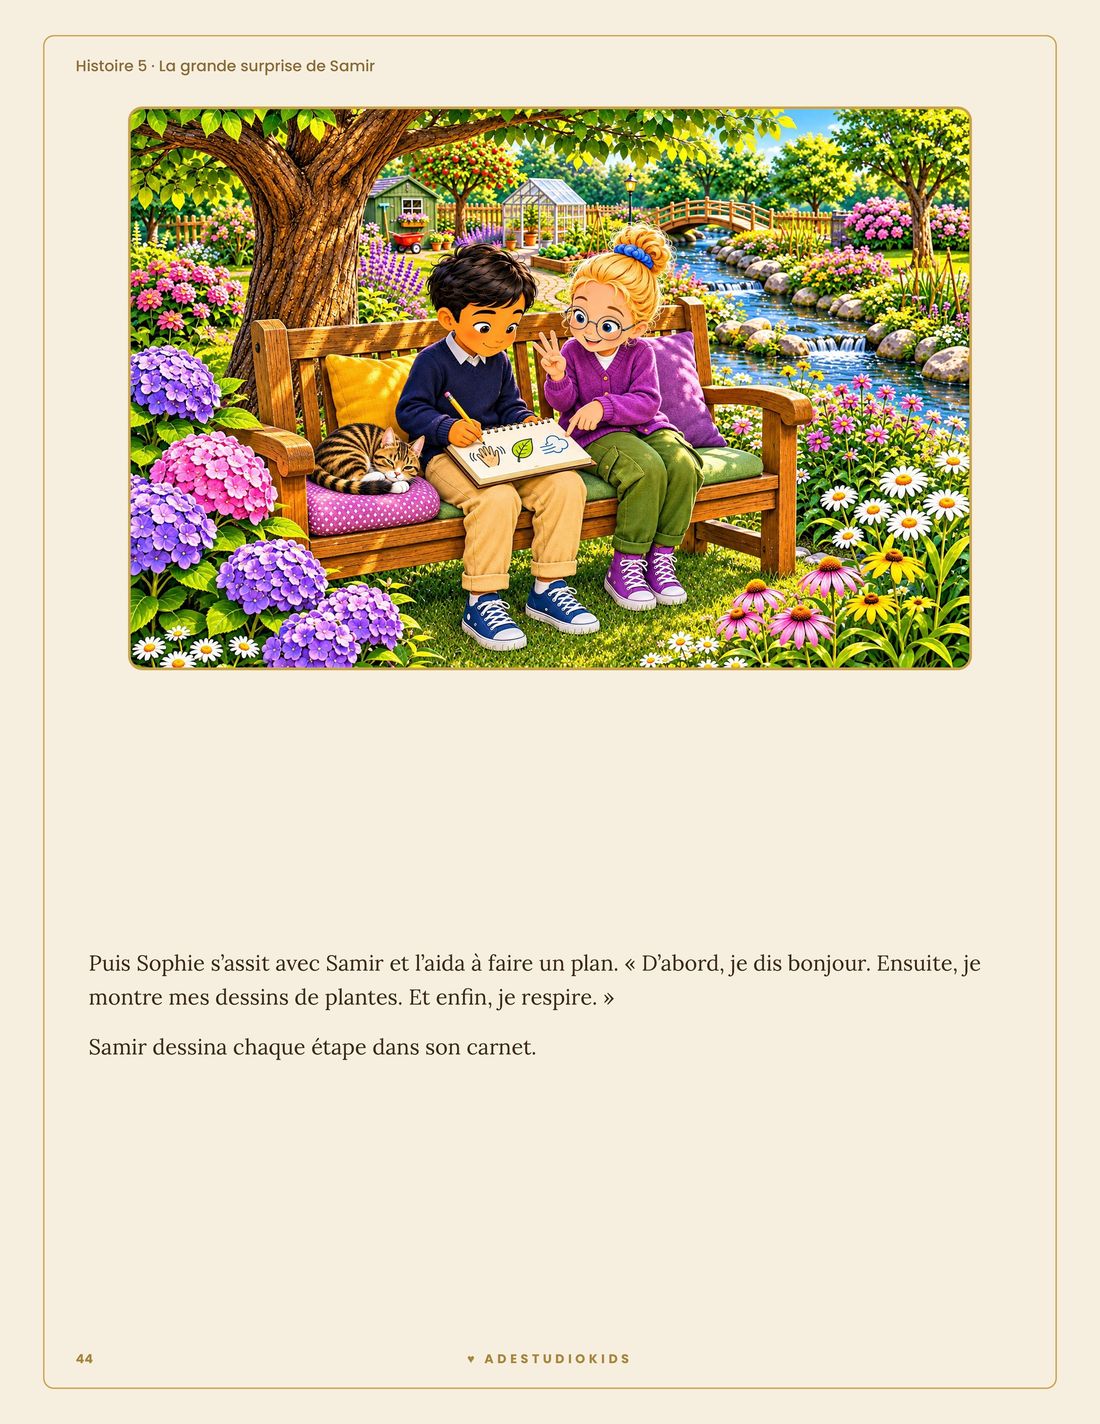 Histoire 5 · La grande surprise de Samir
Puis Sophie s’assit avec Samir et l’aida à faire un plan. « D’abord, je dis bonjour. Ensuite, je
montre mes dessins de plantes. Et enfin, je respire. »
Samir dessina chaque étape dans son carnet.
44
♥ ADESTUDIOKIDS